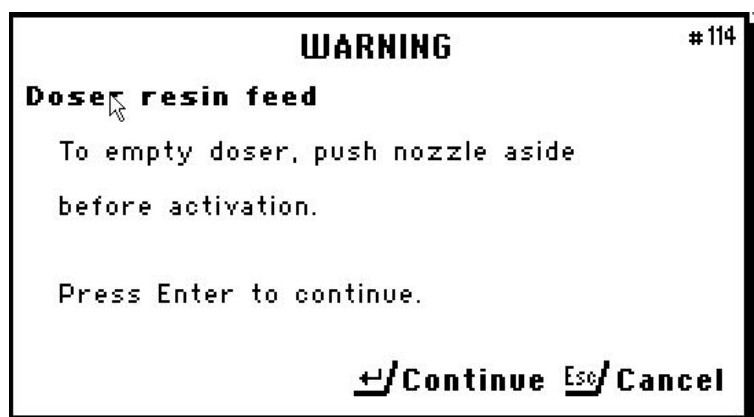 WARNING
#114
Doser resin feed
To empty doser, push nozzle aside
before activation.
Press Enter to continue.
↵/Continue Esc/Cancel